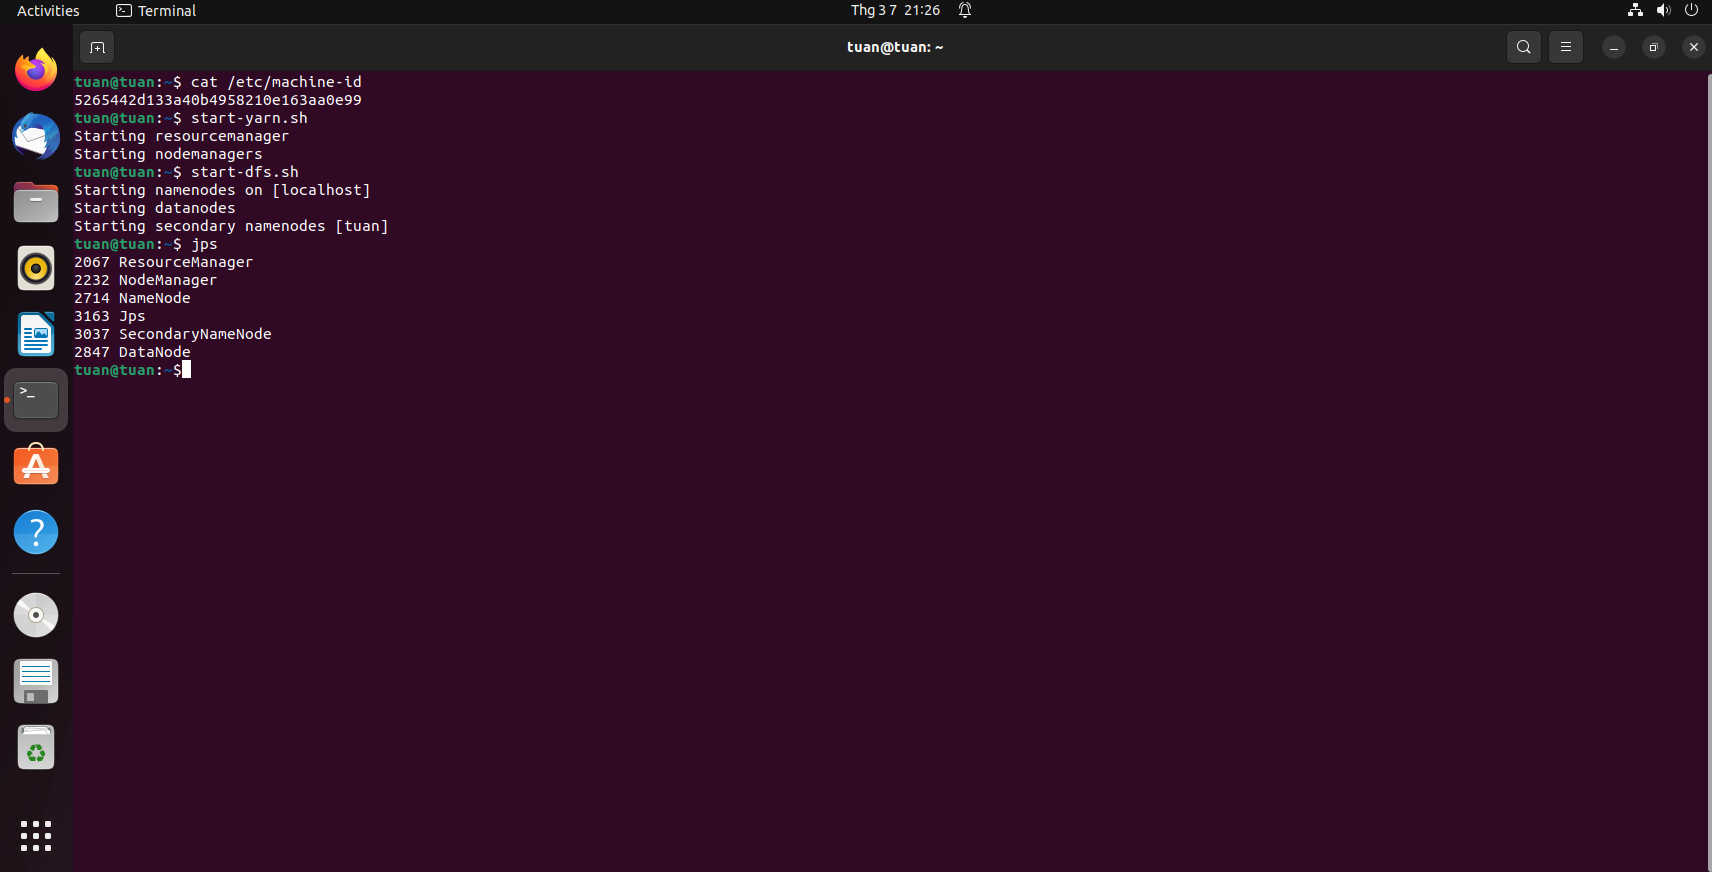 Activities Terminal Thg 3 7 21:26
tuan@tuan: ~
tuan@tuan:~$ cat /etc/machine-id
5265442d133a40b4958210e163aa0e99
tuan@tuan:~$ start-yarn.sh
Starting resourcemanager
Starting nodemanagers
tuan@tuan:~$ start-dfs.sh
Starting namenodes on [localhost]
Starting datanodes
Starting secondary namenodes [tuan]
tuan@tuan:~$ jps
2067 ResourceManager
2232 NodeManager
2714 NameNode
3163 Jps
3037 SecondaryNameNode
2847 DataNode
tuan@tuan:~$